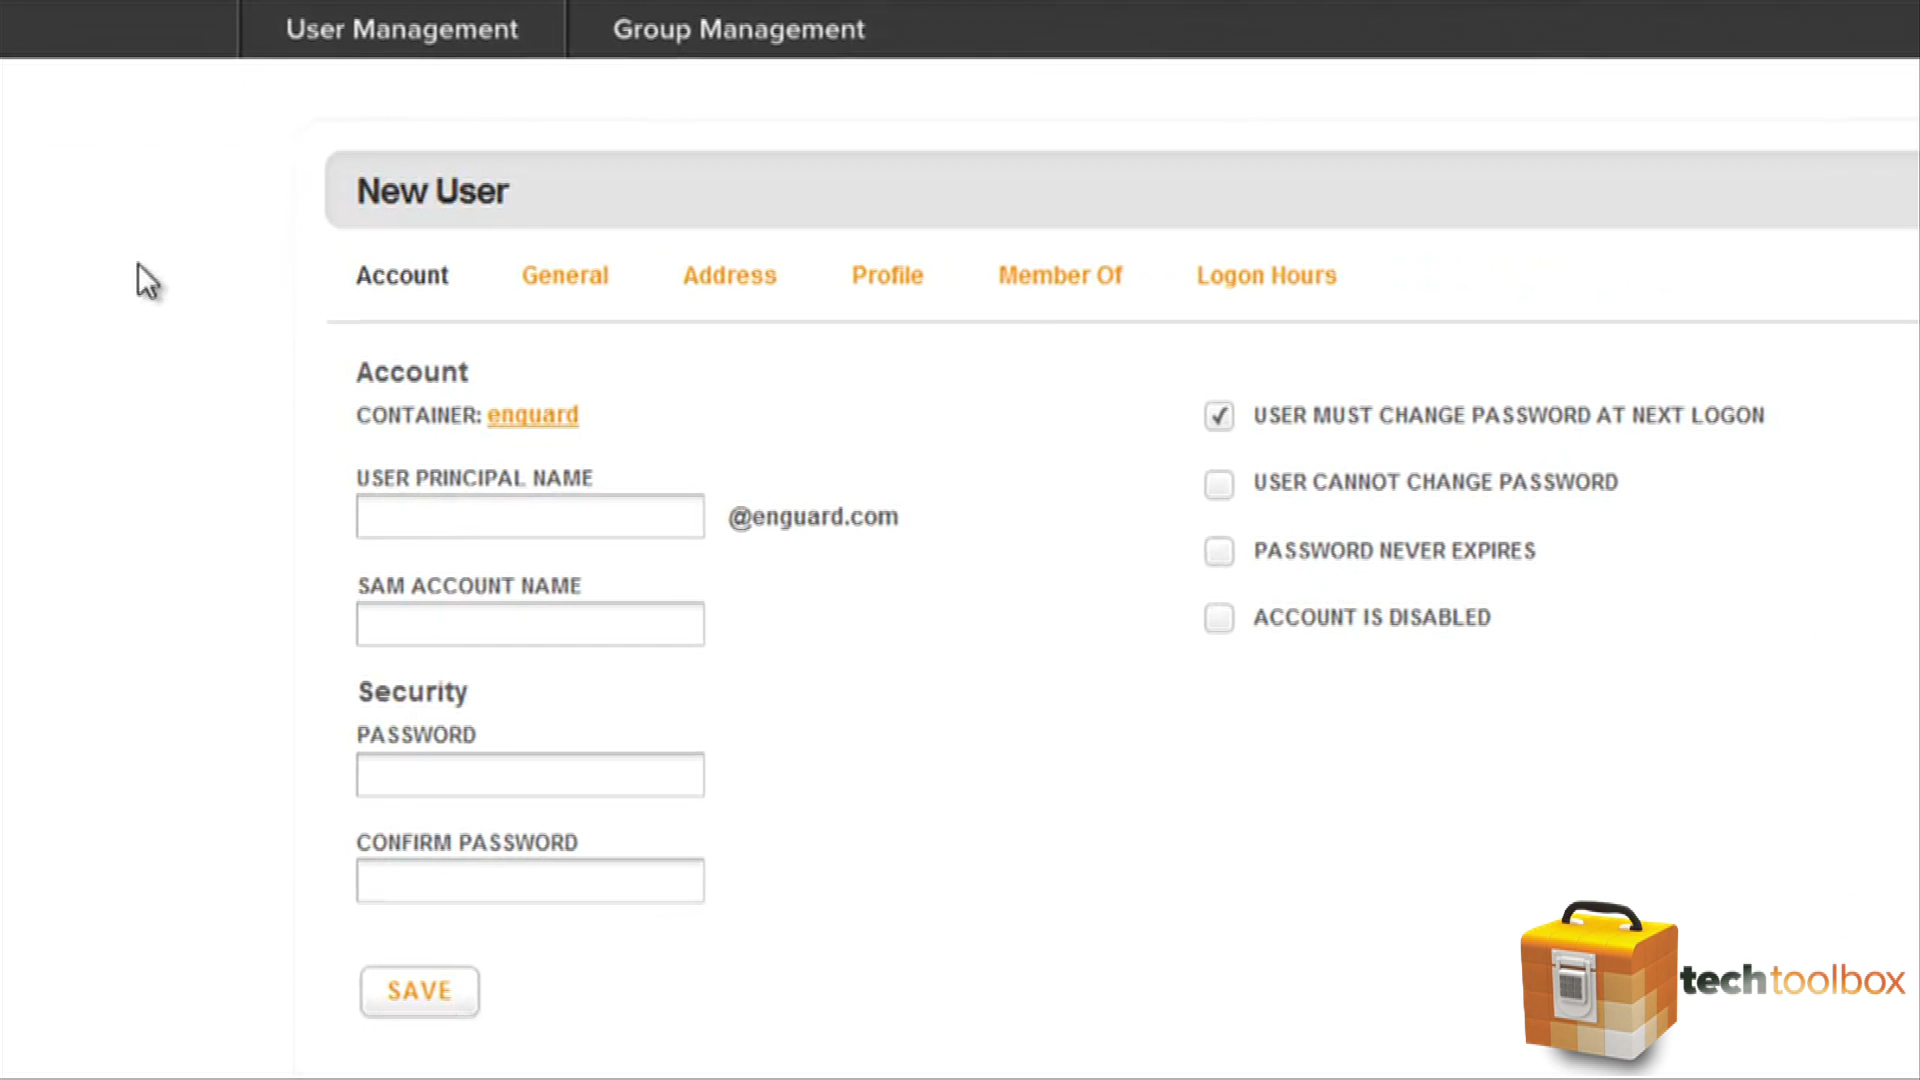 User Management
Group Management
New User
Account
General
Address
Profile
Member Of
Logon Hours
Account
CONTAINER: enguard
USER PRINCIPAL NAME
@enguard.com
SAM ACCOUNT NAME
Security
PASSWORD
CONFIRM PASSWORD
SAVE
USER MUST CHANGE PASSWORD AT NEXT LOGON
USER CANNOT CHANGE PASSWORD
PASSWORD NEVER EXPIRES
ACCOUNT IS DISABLED
techtoolbox